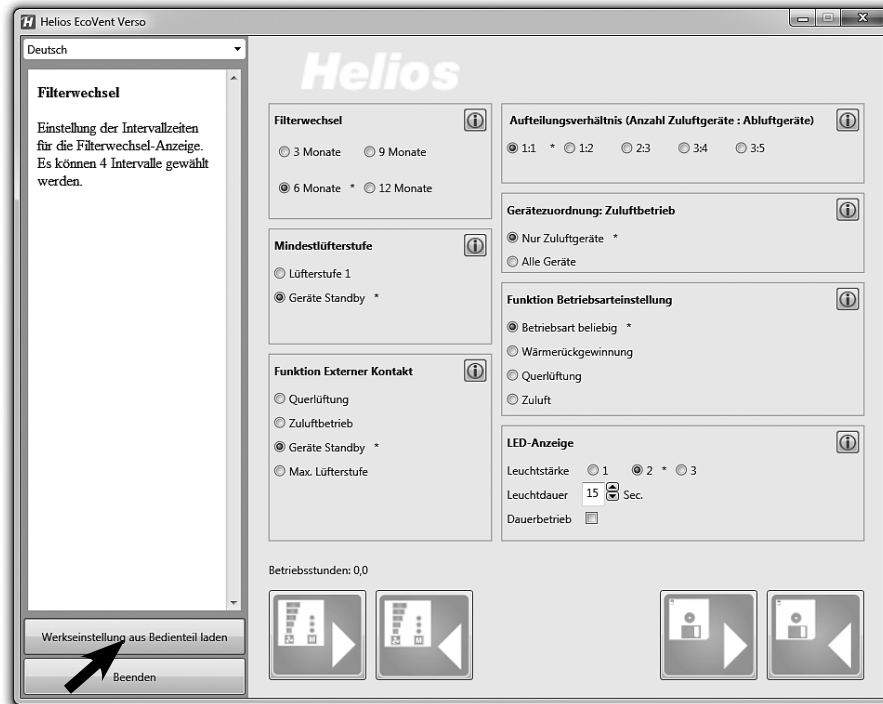 Helios EcoVent Verso
Deutsch
Filterwechsel
Einstellung der Intervallzeiten
für die Filterwechsel-Anzeige.
Es können 4 Intervalle gewählt
werden.
Werkseinstellung aus Bedienteil laden
Beenden
Helios
Filterwechsel
3 Monate 9 Monate
6 Monate * 12 Monate
Mindestlüfterstufe
Lüfterstufe 1
Geräte Standby *
Funktion Externer Kontakt
Querlüftung
Zuluftbetrieb
Geräte Standby *
Max. Lüfterstufe
Aufteilungsverhältnis (Anzahl Zuluftgeräte : Abluftgeräte)
1:1 * 1:2 2:3 3:4 3:5
Gerätezuordnung: Zuluftbetrieb
Nur Zuluftgeräte *
Alle Geräte
Funktion Betriebsarteinstellung
Betriebsart beliebig *
Wärmerückgewinnung
Querlüftung
Zuluft
LED-Anzeige
Leuchtstärke 1 2 * 3
Leuchtdauer 15 Sec.
Dauerbetrieb
Betriebsstunden: 0,0